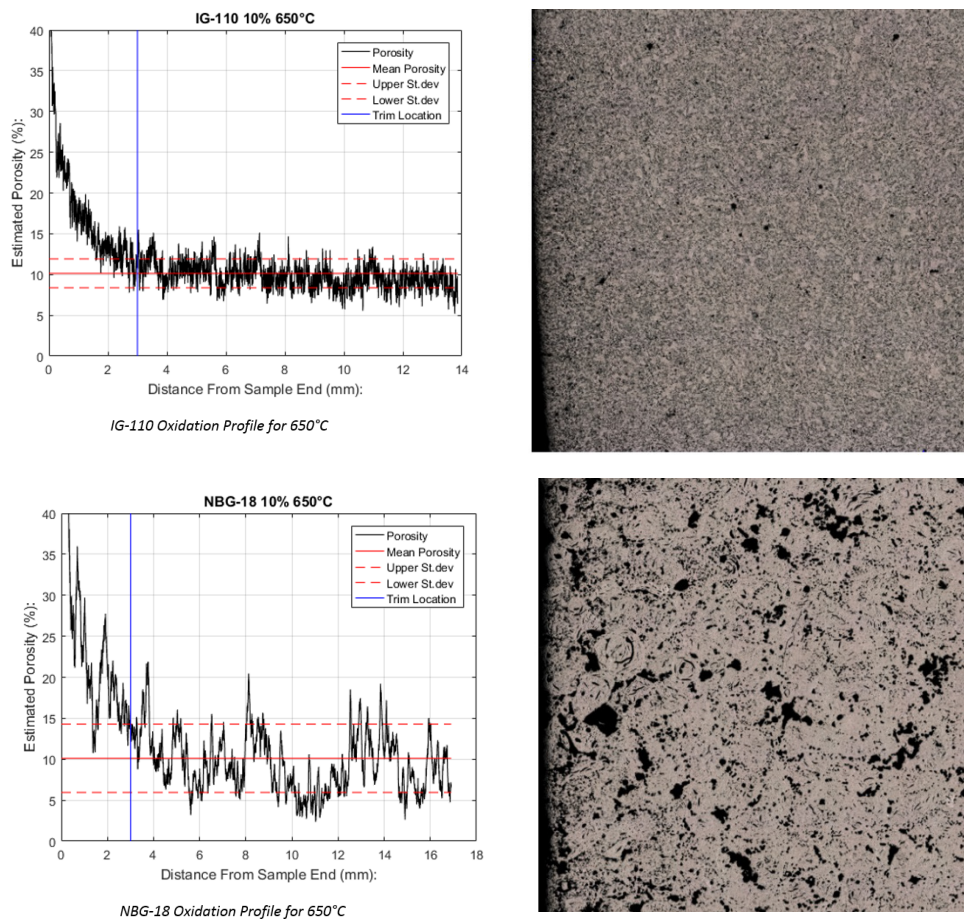 IG-110 10% 650°C
Estimated Porosity (%):
40
35
30
25
20
15
10
5
0
Porosity
Mean Porosity
Upper St.dev
Lower St.dev
Trim Location
0 2 4 6 8 10 12 14
Distance From Sample End (mm):
IG-110 Oxidation Profile for 650°C
NBG-18 10% 650°C
Estimated Porosity (%):
40
35
30
25
20
15
10
5
0
Porosity
Mean Porosity
Upper St.dev
Lower St.dev
Trim Location
0 2 4 6 8 10 12 14 16 18
Distance From Sample End (mm):
NBG-18 Oxidation Profile for 650°C